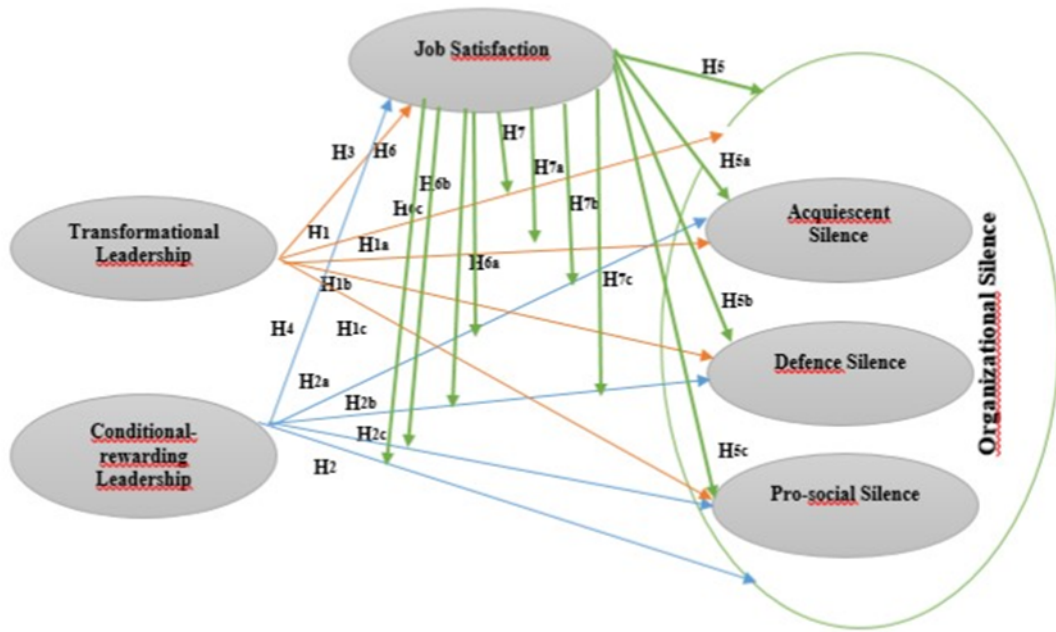 Job Satisfaction
H5
H7
H3
H6
H7a
H5a
H6b
H7b
H6c
Acquiescent
Silence
Transformational
Leadership
H1
H1a
H6a
H7c
H1b
H5b
H4
H1c
Defence Silence
Organizational Silence
H2a
H2b
Conditional-
rewarding
Leadership
H2c
H2
H5c
Pro-social Silence